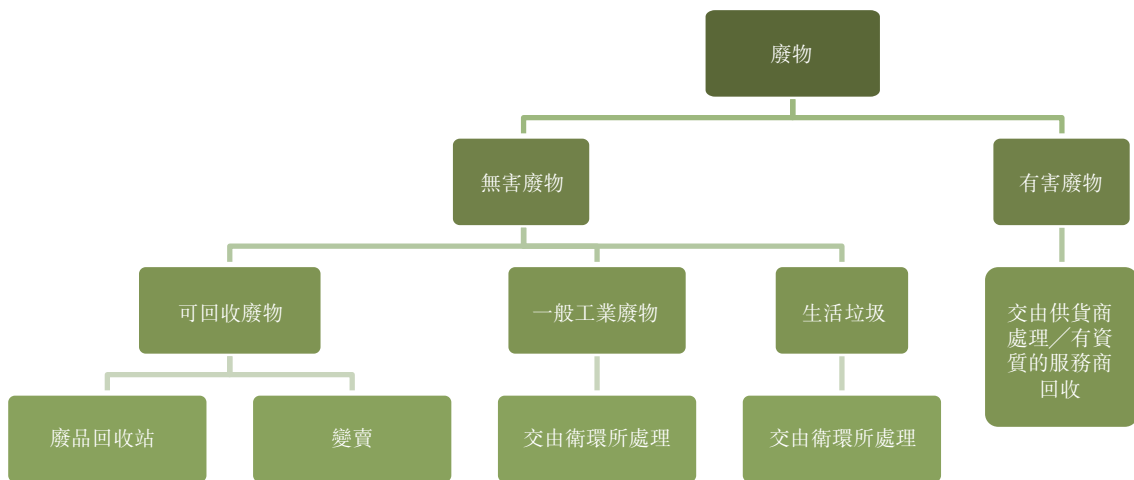 廢物
無害廢物
有害廢物
可回收廢物
一般工業廢物
生活垃圾
交由供貨商
處理／有資
質的服務商
回收
廢品回收站
變賣
交由衛環所處理
交由衛環所處理